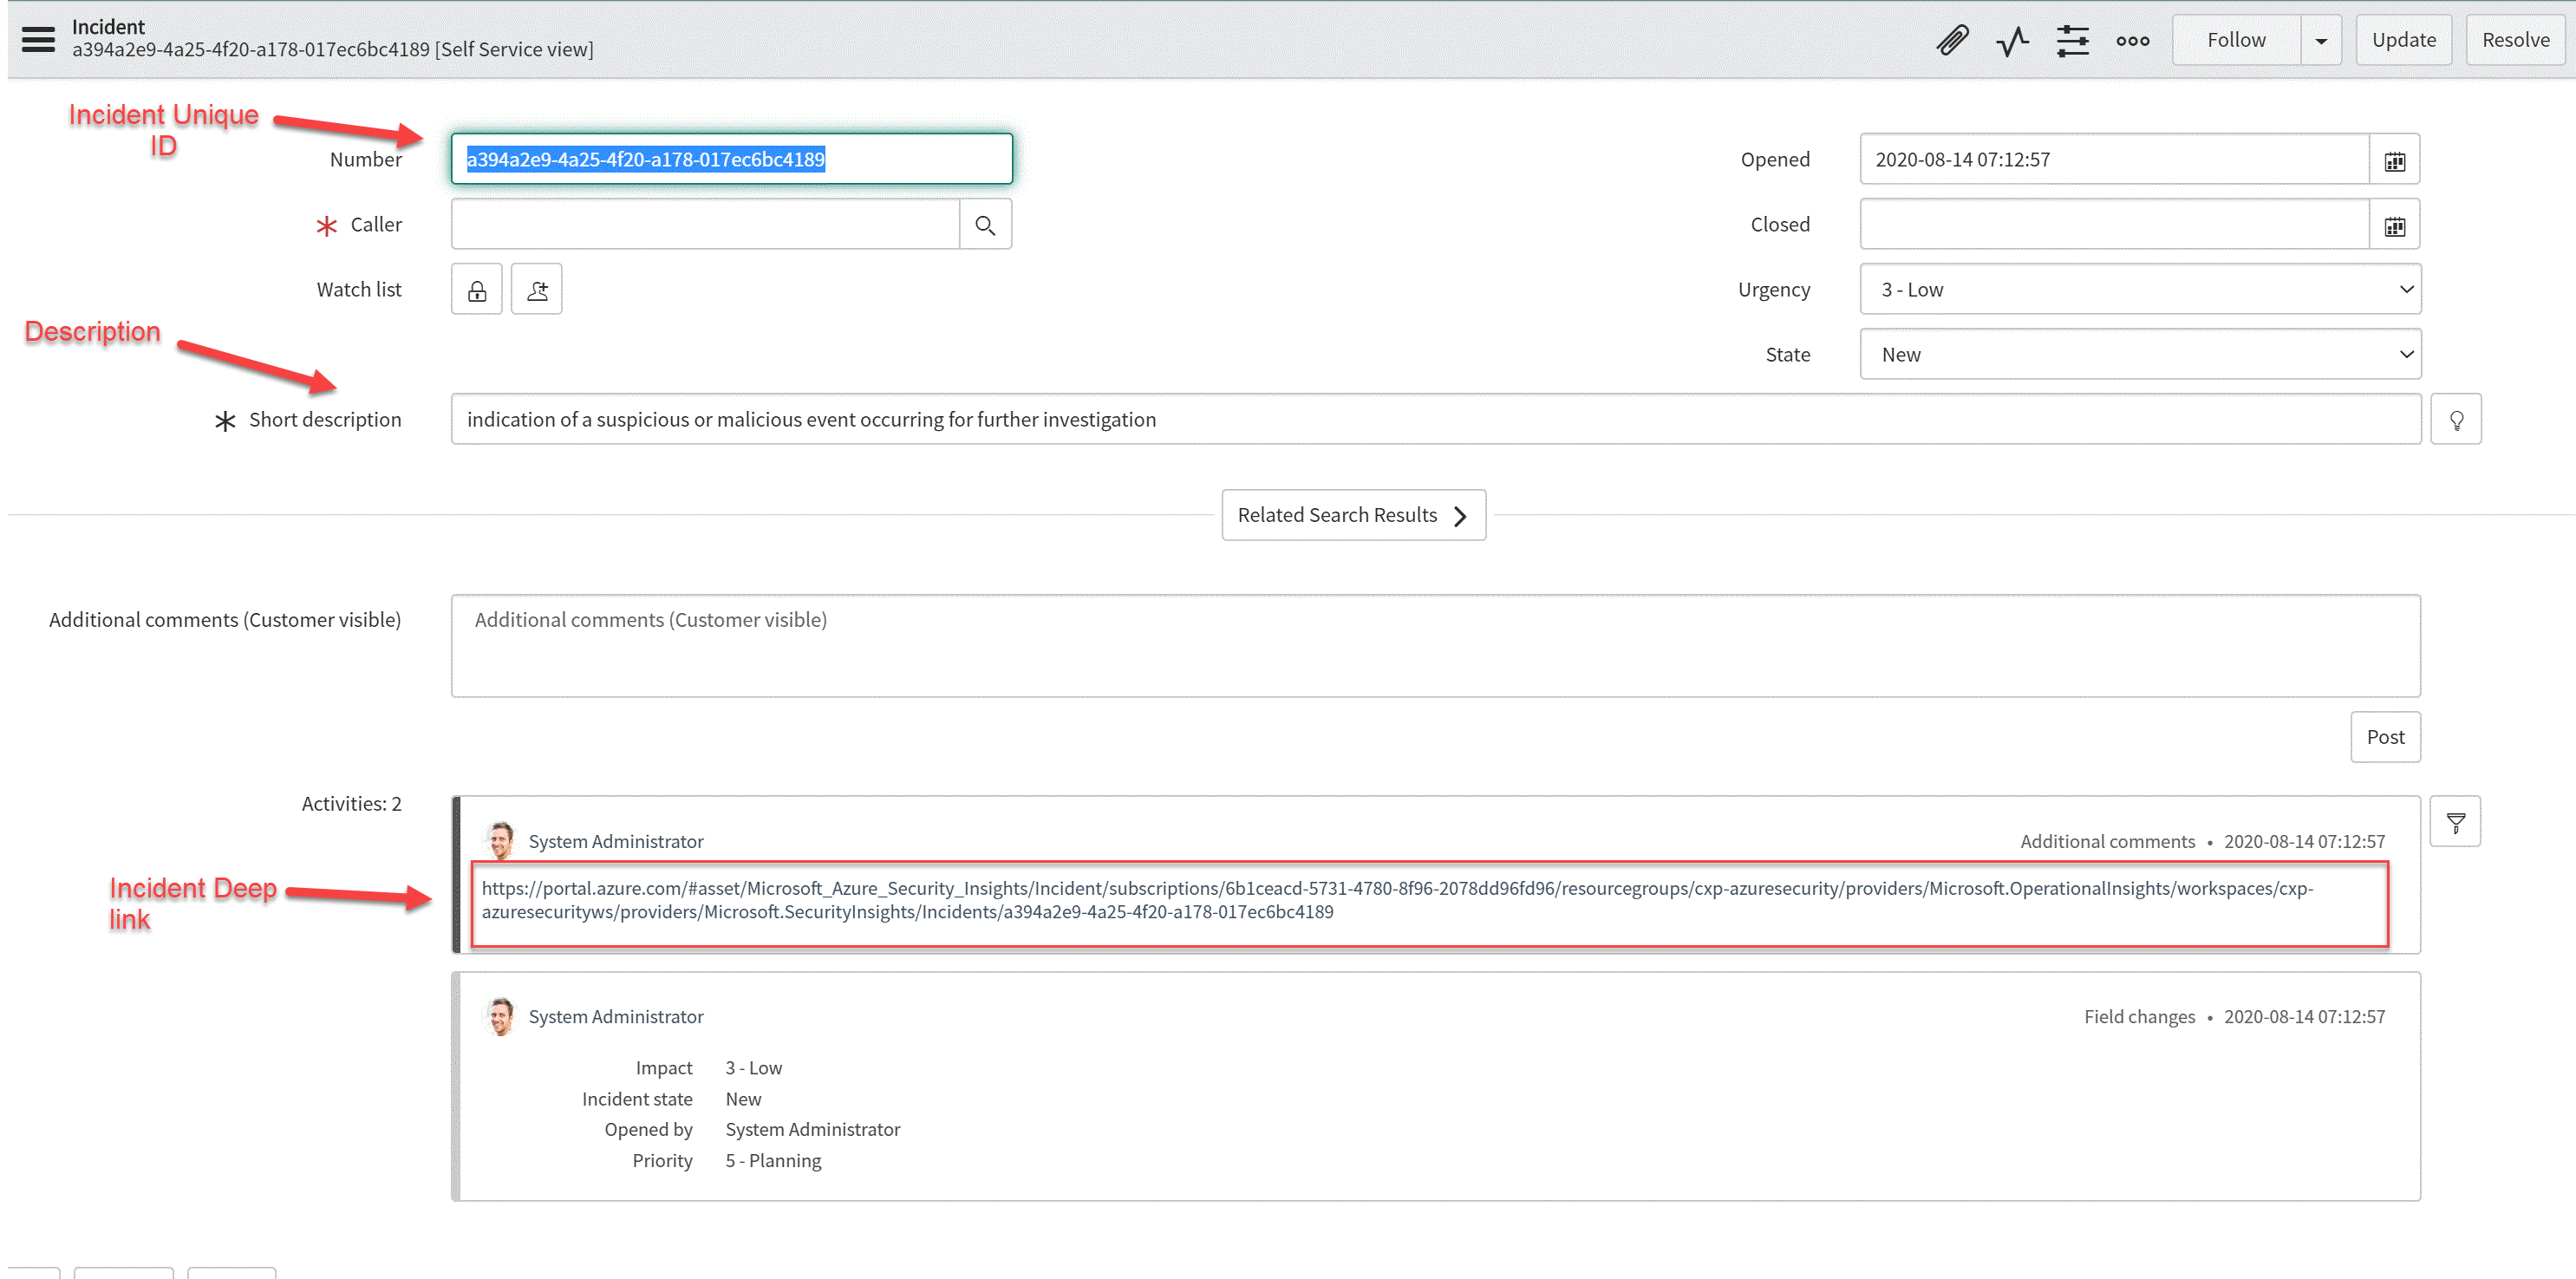 Incident
a394a2e9-4a25-4f20-a178-017ec6bc4189 [Self Service view]
Follow
Update
Resolve
Incident Unique
ID
Number
a394a2e9-4a25-4f20-a178-017ec6bc4189
Opened
2020-08-14 07:12:57
Caller
Closed
Watch list
Urgency
3 - Low
Description
State
New
Short description
indication of a suspicious or malicious event occurring for further investigation
Related Search Results
Additional comments (Customer visible)
Additional comments (Customer visible)
Post
Activities: 2
System Administrator
Additional comments • 2020-08-14 07:12:57
Incident Deep
link
https://portal.azure.com/#asset/Microsoft_Azure_Security_Insights/Incident/subscriptions/6b1ceacd-5731-4780-8f96-2078dd96fd96/resourcegroups/cxp-azuresecurity/providers/Microsoft.OperationalInsights/workspaces/cxp-
azuresecurityws/providers/Microsoft.SecurityInsights/Incidents/a394a2e9-4a25-4f20-a178-017ec6bc4189
System Administrator
Field changes • 2020-08-14 07:12:57
Impact 3 - Low
Incident state New
Opened by System Administrator
Priority 5 - Planning